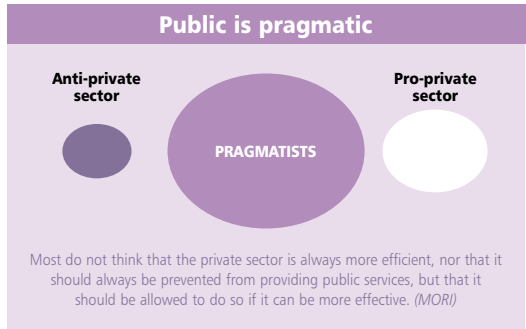 Public is pragmatic
Anti-private
sector
Pro-private
sector
PRAGMATISTS
Most do not think that the private sector is always more efficient, nor that it
should always be prevented from providing public services, but that it
should be allowed to do so if it can be more effective. (MORI)